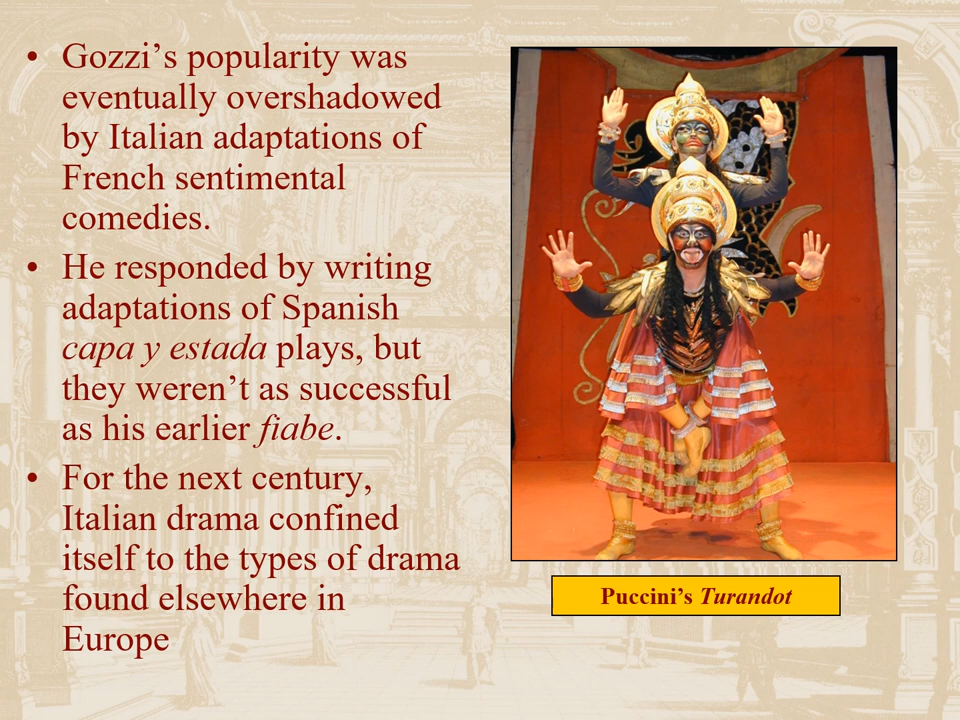 • Gozzi’s popularity was
eventually overshadowed
by Italian adaptations of
French sentimental
comedies.
• He responded by writing
adaptations of Spanish
capa y estada plays, but
they weren’t as successful
as his earlier fiabe.
• For the next century,
Italian drama confined
itself to the types of drama
found elsewhere in
Europe
Puccini’s Turandot